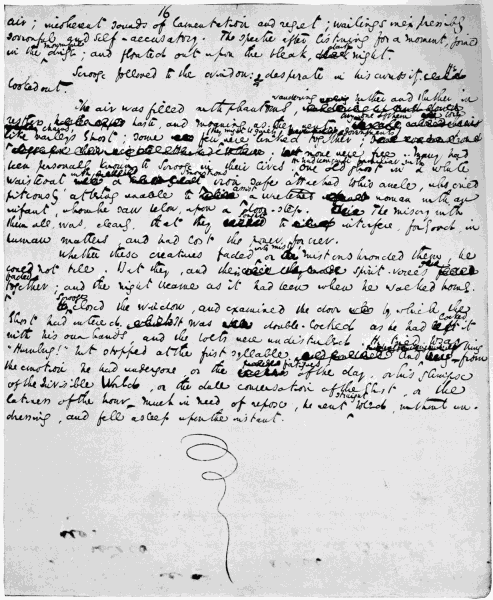 16
air; incoherent sounds of lamentation and regret; wailings inexpressibly
sorrowful and self-accusatory. The spectre after listening for a moment, joined
in the mournful dirge; and floated out upon the bleak, dark night.
Scrooge followed to the window: desperate in his curiosity. He
looked out.
The air was filled with phantoms, wandering hither and thither in
restless haste and moaning as they went. Every one of them wore chains
like Marley's Ghost; some few were linked together; none were free. Many had
been personally known to Scrooge in their lives. One old ghost in a white
waistcoat with a monstrous iron safe attached to his ancle, who cried
piteously at being unable to assist a wretched woman with an
infant, whom he saw below, upon a door-step. The misery with
them all, was, clearly, that they sought to interfere, for good, in
human matters and had lost the power for ever.
Whether these creatures faded into mist or mist enshrouded them, he
could not tell. But they, and their spirit voices faded
together; and the night became as it had been when he walked home.
Scrooge closed the window, and examined the door by which the
Ghost had entered. It was double-locked as he had locked it
with his own hands, and the bolts were undisturbed. He tried to say
"Humbug!" but stopped at the first syllable. And being, from
the emotion he had undergone, or the fatigues of the day, or his glimpse
of the Invisible World, or the dull conversation of the Ghost, or the
lateness of the hour, much in need of repose, he went straight to bed, without un-
dressing, and fell asleep upon the instant.